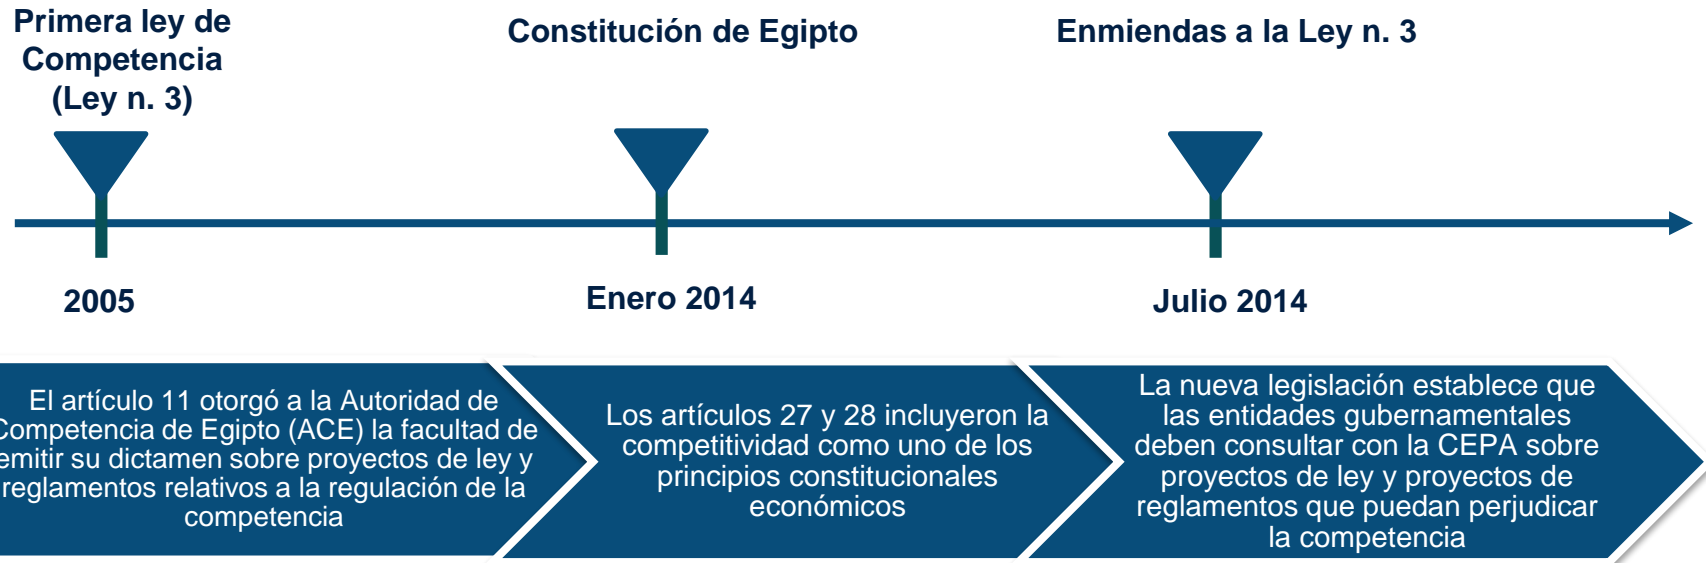 Primera ley de
Competencia
(Ley n. 3)
Constitución de Egipto
Enmiendas a la Ley n. 3
2005
Enero 2014
Julio 2014
El artículo 11 otorgó a la Autoridad de
Competencia de Egipto (ACE) la facultad de
emitir su dictamen sobre proyectos de ley y
reglamentos relativos a la regulación de la
competencia
Los artículos 27 y 28 incluyeron la
competitividad como uno de los
principios constitucionales
económicos
La nueva legislación establece que
las entidades gubernamentales
deben consultar con la CEPA sobre
proyectos de ley y proyectos de
reglamentos que puedan perjudicar
la competencia